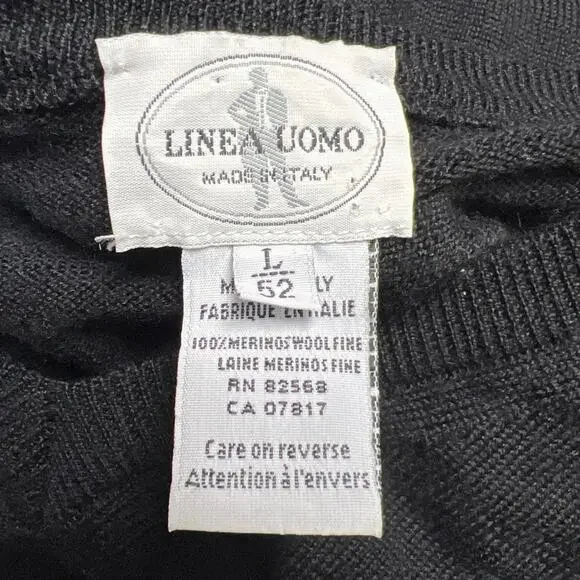 LINEA UOMO
MADE IN ITALY
L
52
M LY
FABRIQUE EN ITALIE
100%MERINOS WOOL FINE
LAINE MERINOS FINE
RN 82568
CA 07817
Care on reverse
Attention à l'envers